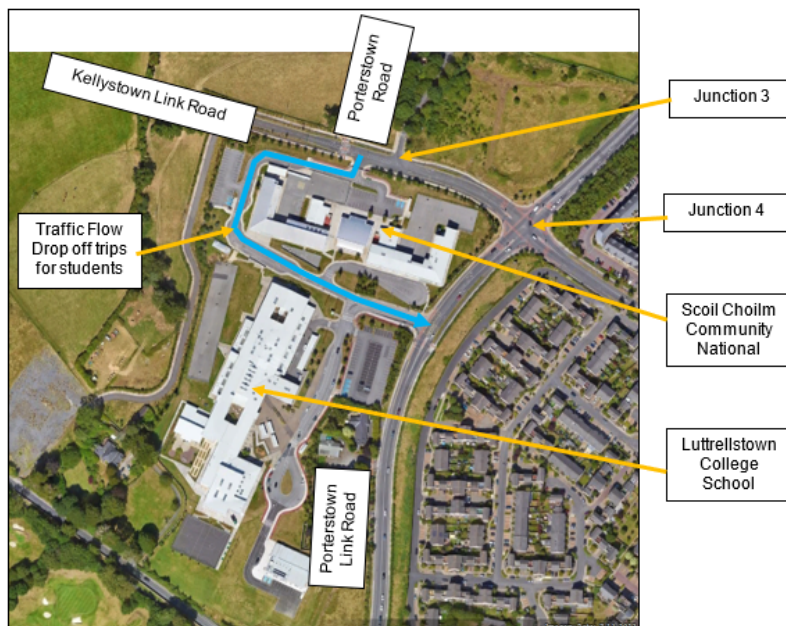 Kellystown Link Road
Porterstown
Road
Junction 3
Junction 4
Traffic Flow
Drop off trips
for students
Scoil Choilm
Community
National
Luttrellstown
College
School
Porterstown
Link Road